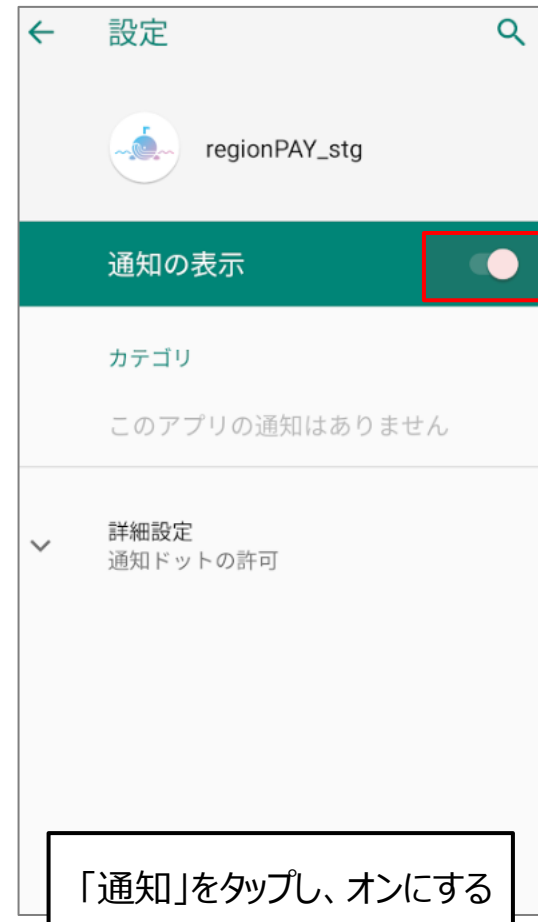 設定
regionPAY_stg
通知の表示
カテゴリ
このアプリの通知はありません
詳細設定
通知ドットの許可
「通知」をタップし、オンにする